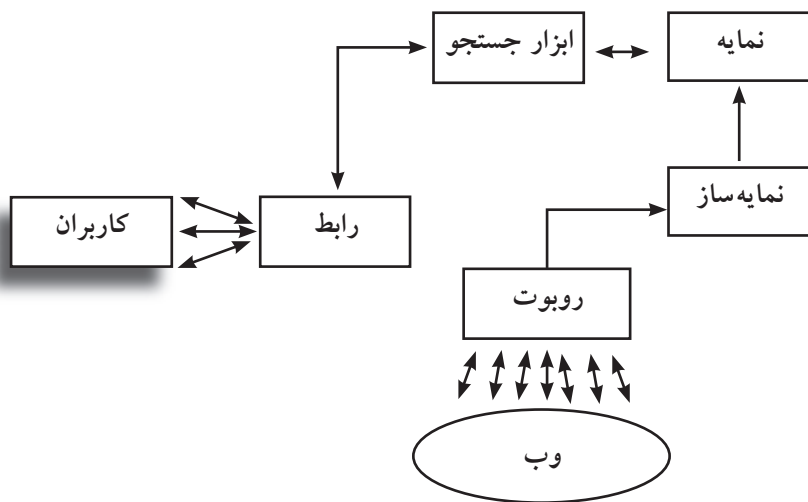 نمایه
ابزار جستجو
نمایه‌ساز
رابط
کاربران
روبوت
وب